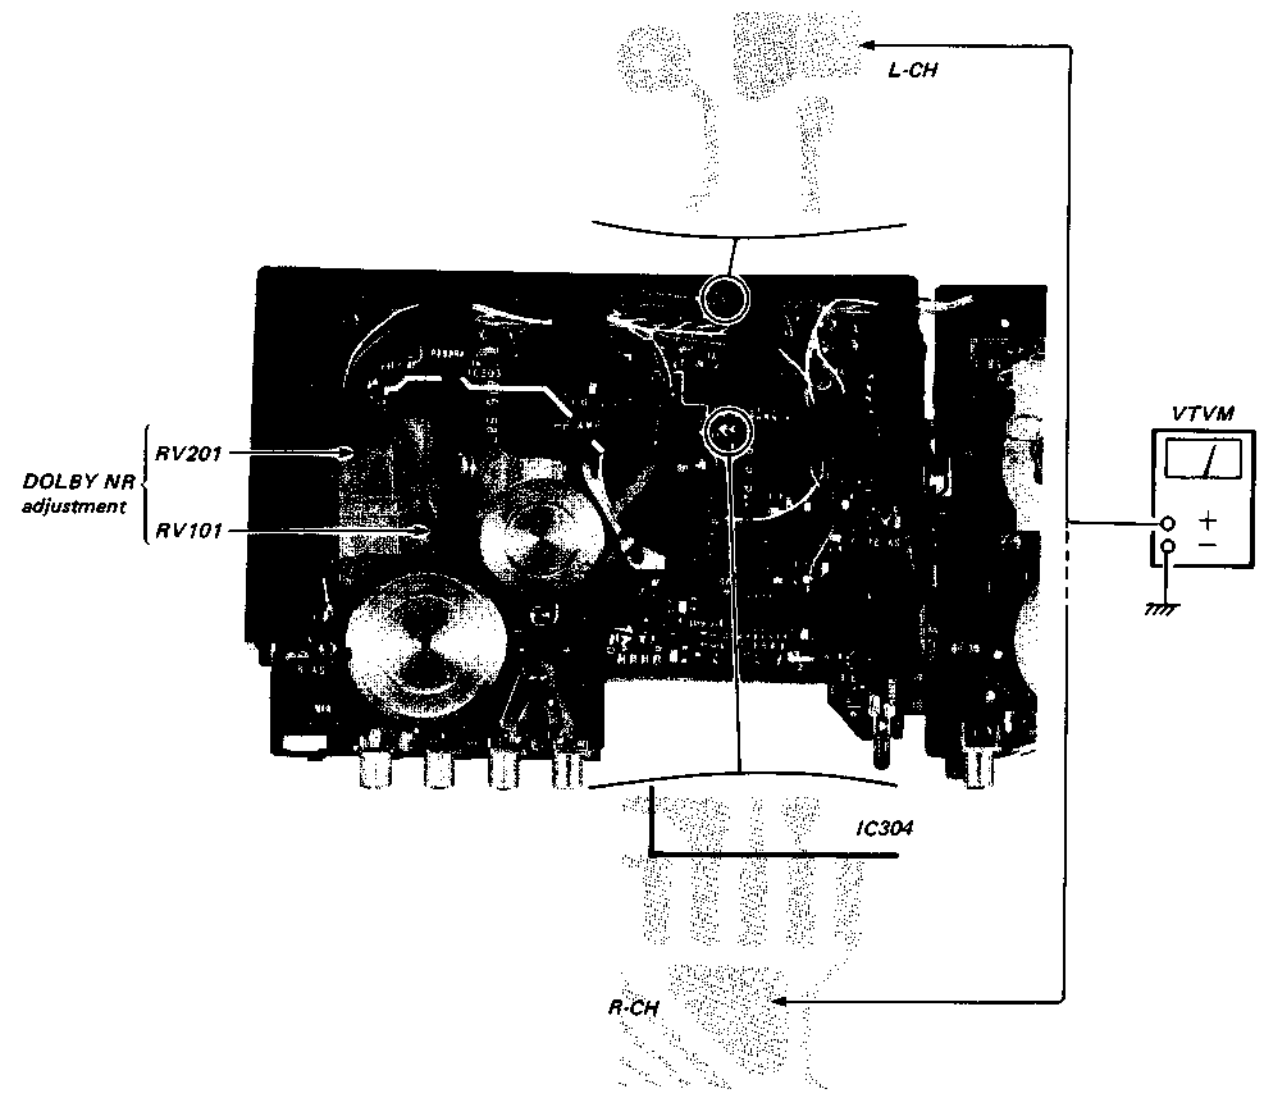 L-CH
VTVM
RV201
DOLBY NR
adjustment
RV101
+
−
IC304
R-CH